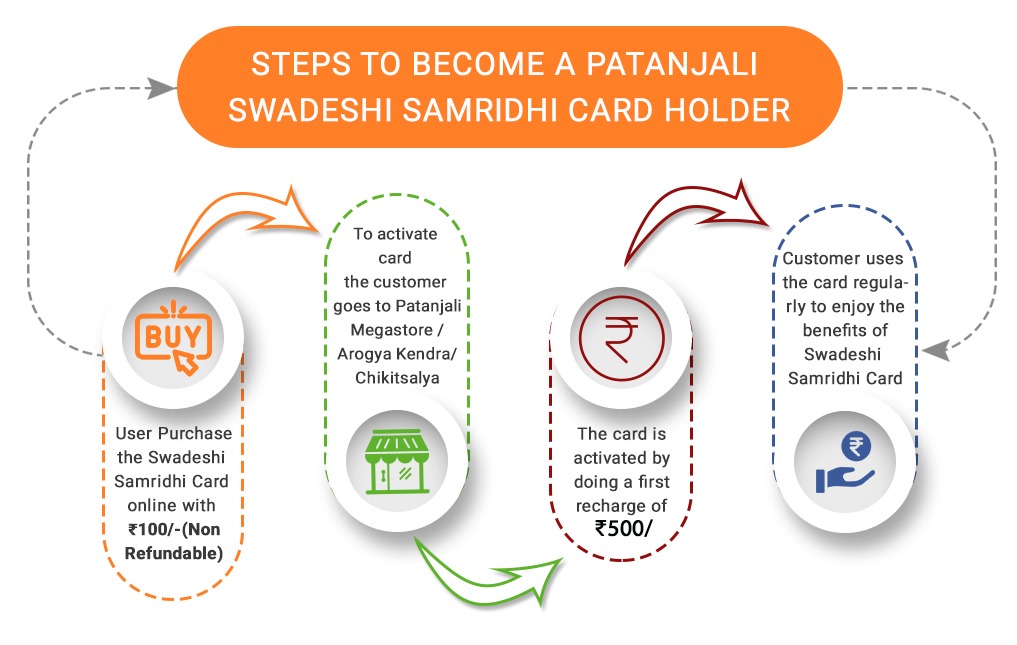 STEPS TO BECOME A PATANJALI
SWADESHI SAMRIDHI CARD HOLDER
BUY
User Purchase
the Swadeshi
Samridhi Card
online with
₹100/-(Non
Refundable)
To activate
card
the customer
goes to Patanjali
Megastore /
Arogya Kendra/
Chikitsalya
₹
The card is
activated by
doing a first
recharge of
₹500/
Customer uses
the card regula-
rly to enjoy the
benefits of
Swadeshi
Samridhi Card
₹